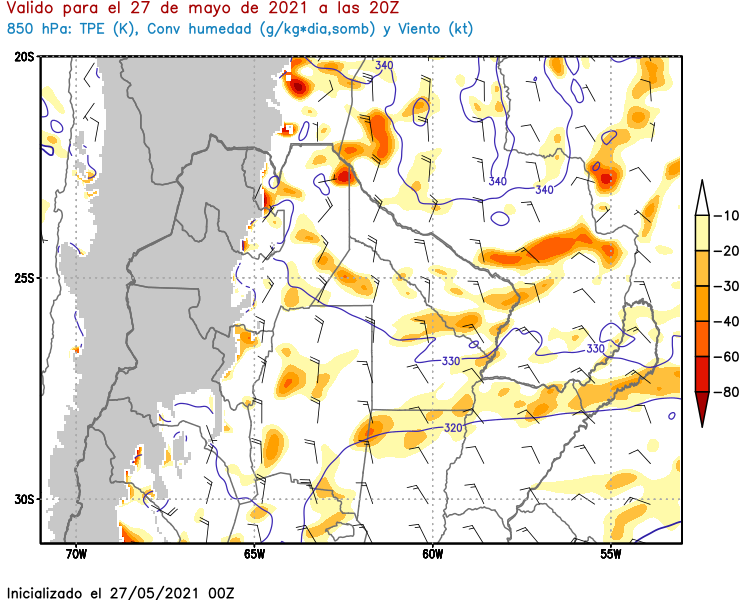 Valido para el 27 de mayo de 2021 a las 20Z
850 hPa: TPE (K), Conv humedad (g/kg*dia,somb) y Viento (kt)
20S
340
340
340
-10
-20
25S
-30
-40
330
330
-60
-80
320
30S
70W 65W 60W 55W
Inicializado el 27/05/2021 00Z